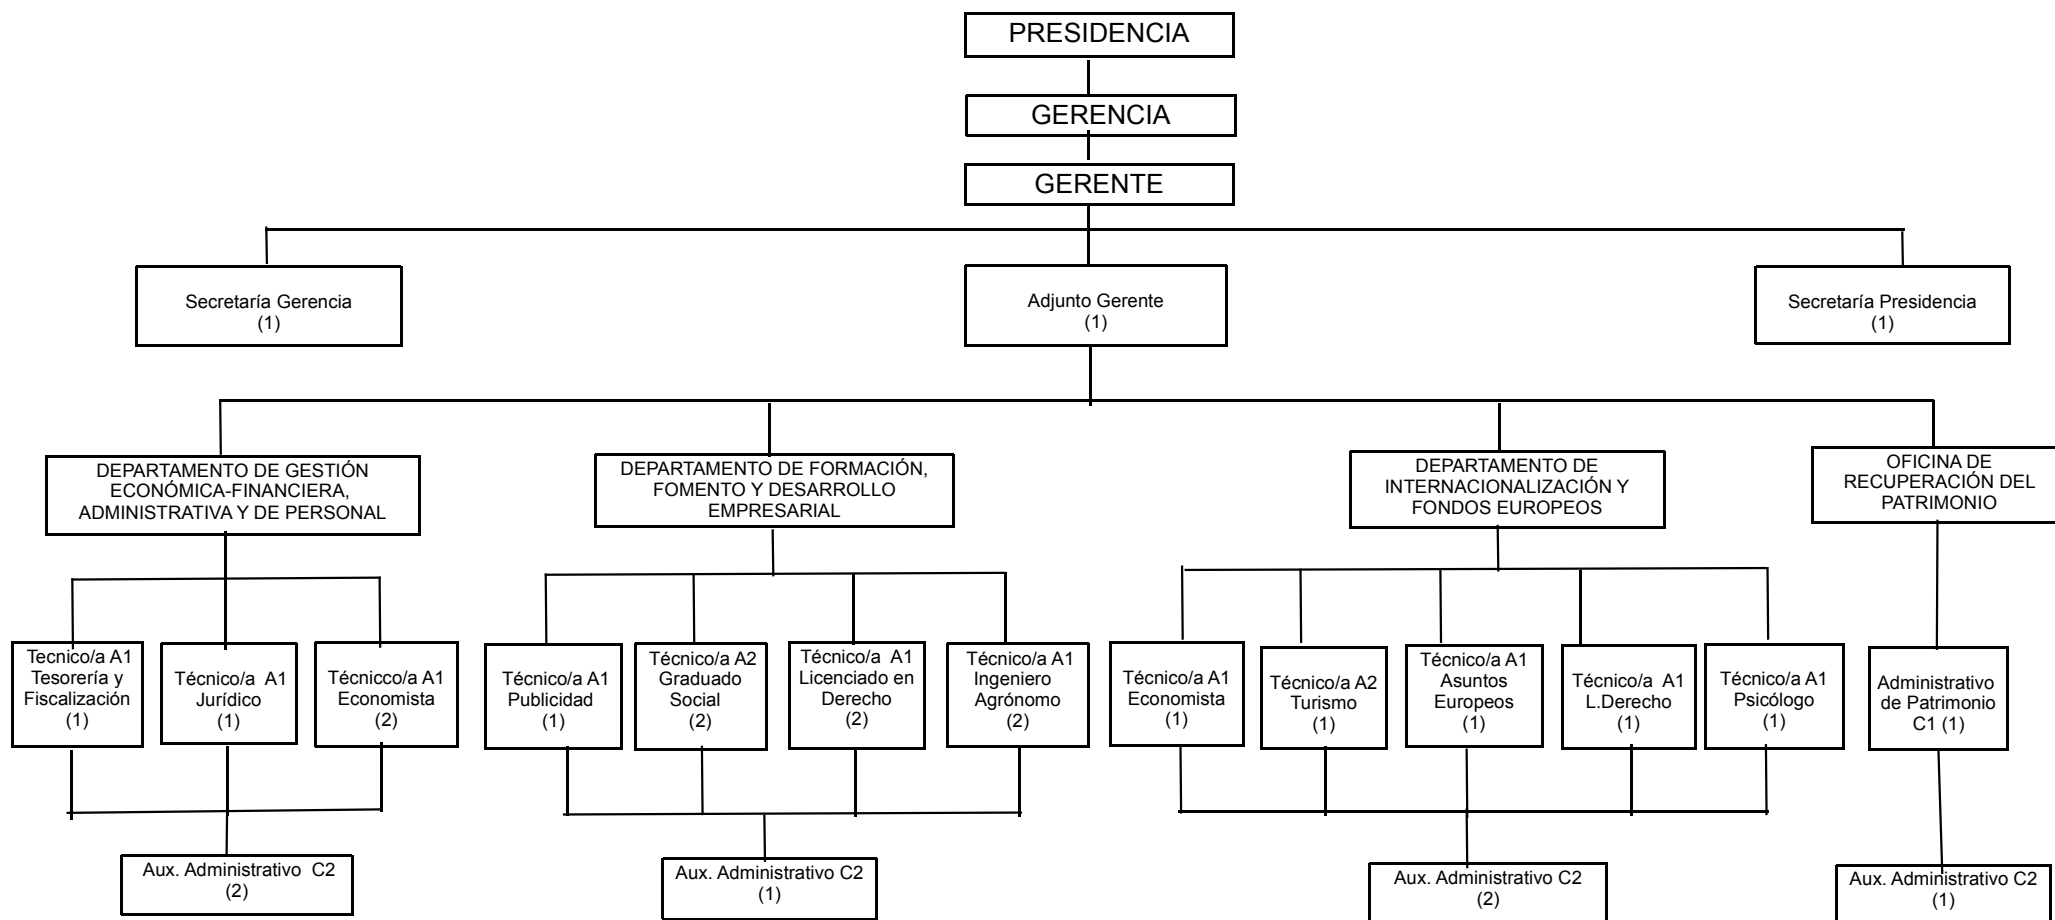 PRESIDENCIA
GERENCIA
GERENTE
Secretaría Gerencia
(1)
Adjunto Gerente
(1)
Secretaría Presidencia
(1)
DEPARTAMENTO DE GESTIÓN
ECONÓMICA-FINANCIERA,
ADMINISTRATIVA Y DE PERSONAL
DEPARTAMENTO DE FORMACIÓN,
FOMENTO Y DESARROLLO
EMPRESARIAL
DEPARTAMENTO DE
INTERNACIONALIZACIÓN Y
FONDOS EUROPEOS
OFICINA DE
RECUPERACIÓN DEL
PATRIMONIO
Tecnico/a A1
Tesorería y
Fiscalización
(1)
Técnico/a A1
Jurídico
(1)
Técnicco/a A1
Economista
(2)
Técnico/a A1
Publicidad
(1)
Técnico/a A2
Graduado
Social
(2)
Técnico/a A1
Licenciado en
Derecho
(2)
Técnico/a A1
Ingeniero
Agrónomo
(2)
Técnico/a A1
Economista
(1)
Técnico/a A2
Turismo
(1)
Técnico/a A1
Asuntos
Europeos
(1)
Técnico/a A1
L.Derecho
(1)
Técnico/a A1
Psicólogo
(1)
Administrativo
de Patrimonio
C1 (1)
Aux. Administrativo C2
(2)
Aux. Administrativo C2
(1)
Aux. Administrativo C2
(2)
Aux. Administrativo C2
(1)